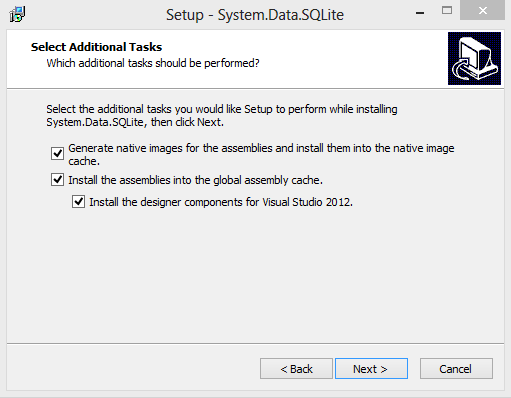 Setup - System.Data.SQLite
Select Additional Tasks
Which additional tasks should be performed?
Select the additional tasks you would like Setup to perform while installing
System.Data.SQLite, then click Next.
Generate native images for the assemblies and install them into the native image
cache.
Install the assemblies into the global assembly cache.
Install the designer components for Visual Studio 2012.
< Back
Next >
Cancel